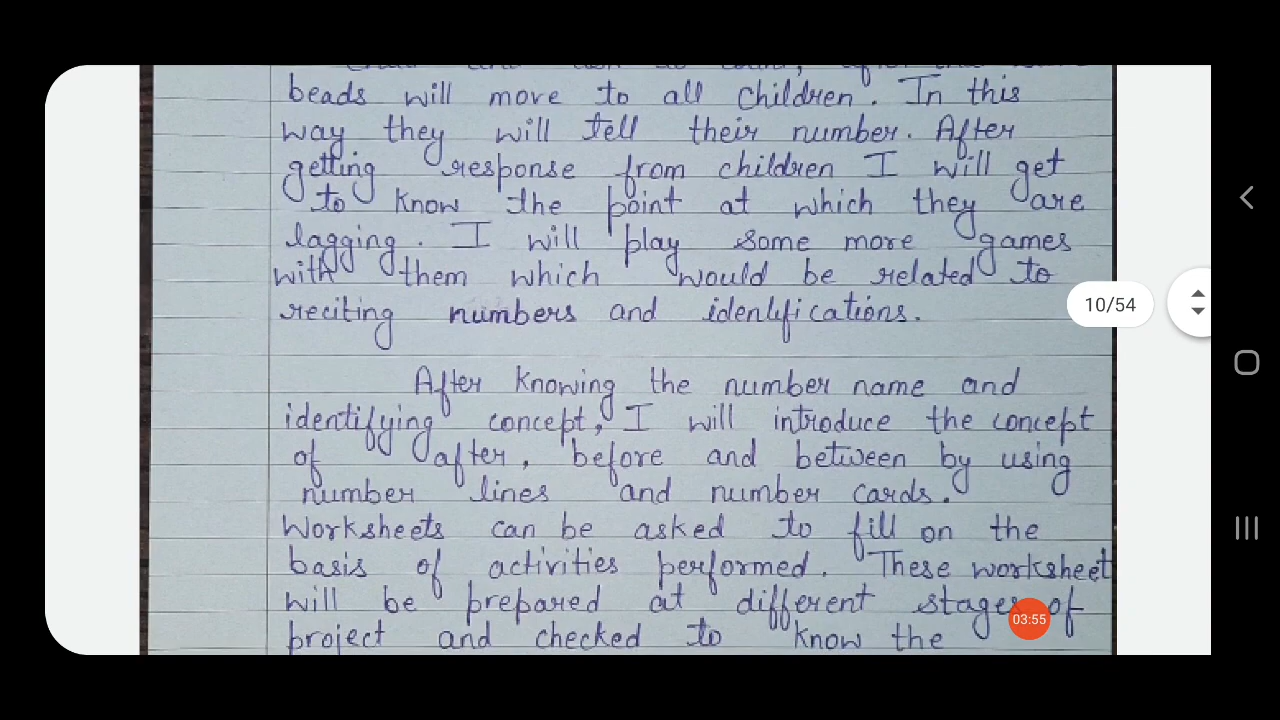 beads will move to all children. In this
way they will tell their number. After
getting response from children I will get
to know the point at which they are
lagging. I will play some more games
with them which would be related to
reciting numbers and identifications.
10/54
After knowing the number name and
identifying concept, I will introduce the concept
of after, before and between by using
number lines and number cards.
Worksheets can be asked to fill on the
basis of activities performed. These worksheet
will be prepared at different stages of
03:55
project and checked to know the